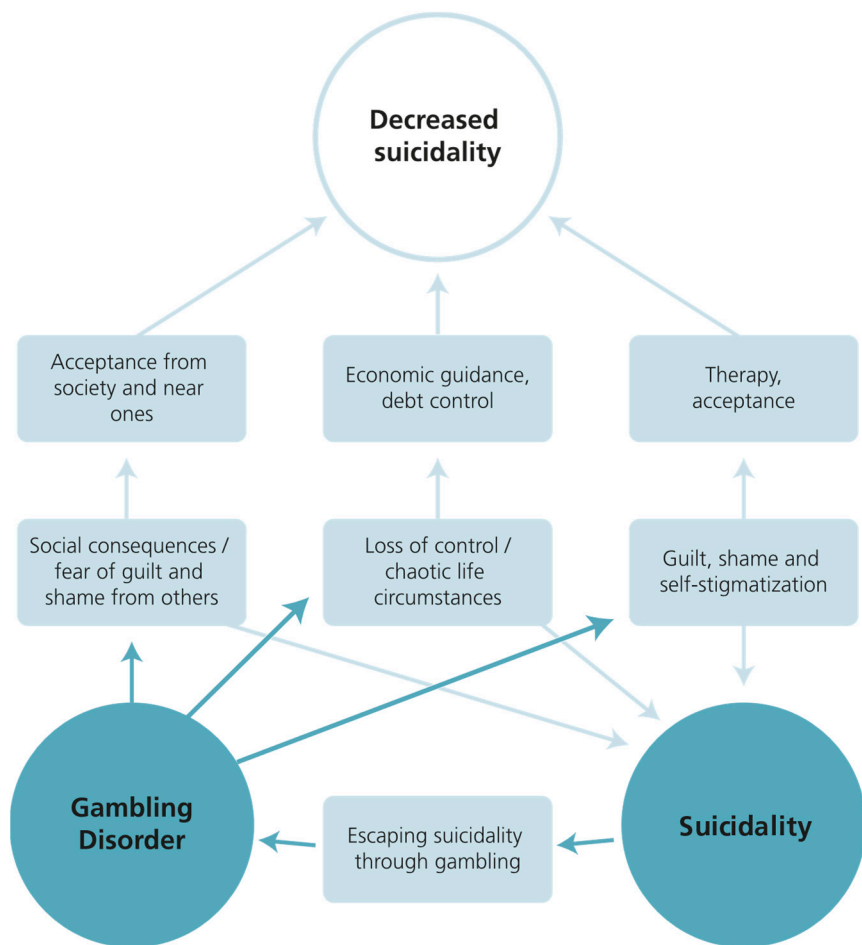 Decreased
suicidality
Acceptance from
society and near
ones
Economic guidance,
debt control
Therapy,
acceptance
Social consequences /
fear of guilt and
shame from others
Loss of control /
chaotic life
circumstances
Guilt, shame and
self-stigmatization
Gambling
Disorder
Escaping suicidality
through gambling
Suicidality